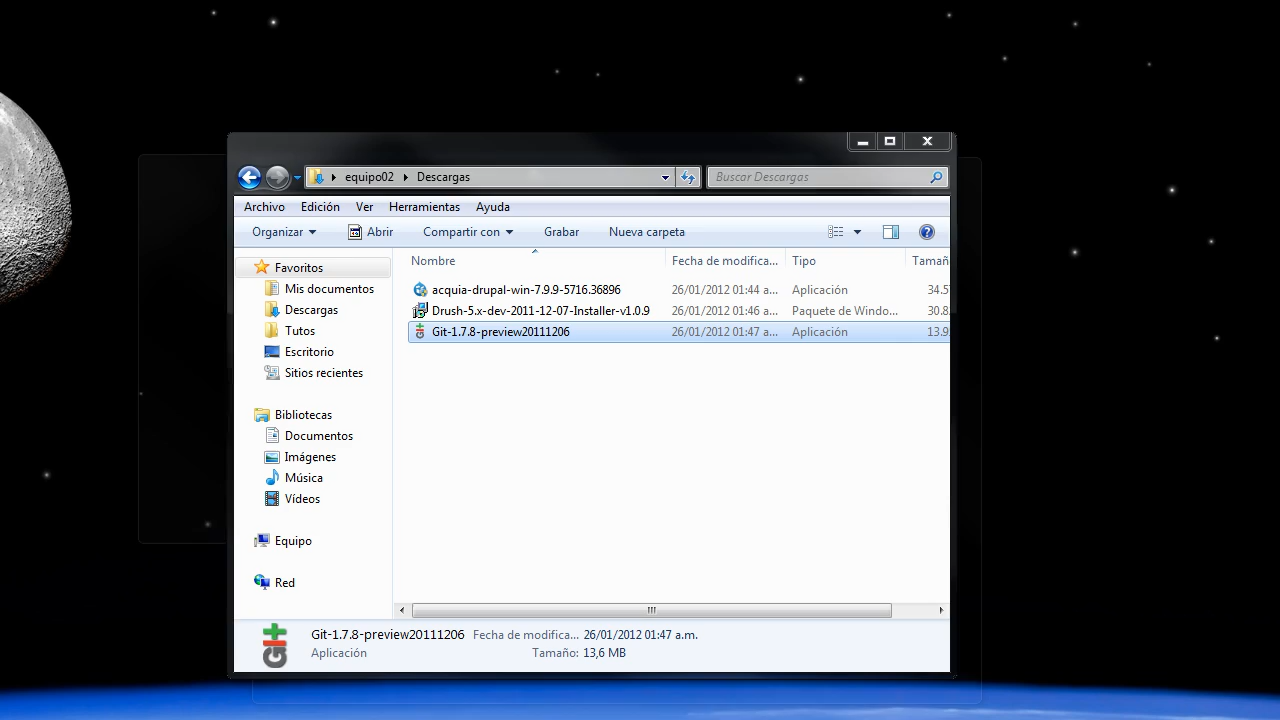 equipo02 Descargas
Buscar Descargas
Archivo Edición Ver Herramientas Ayuda
Organizar Abrir Compartir con Grabar Nueva carpeta
Nombre Fecha de modifica... Tipo Tamañ
acquia-drupal-win-7.9.9-5716.36896 26/01/2012 01:44 a... Aplicación 34.5
Drush-5.x-dev-2011-12-07-Installer-v1.0.9 26/01/2012 01:46 a... Paquete de Windo... 30.8
Git-1.7.8-preview20111206 26/01/2012 01:47 a... Aplicación 13.9
Favoritos
Mis documentos
Descargas
Tutos
Escritorio
Sitios recientes
Bibliotecas
Documentos
Imágenes
Música
Vídeos
Equipo
Red
Git-1.7.8-preview20111206 Fecha de modifica... 26/01/2012 01:47 a.m.
Aplicación Tamaño: 13,6 MB